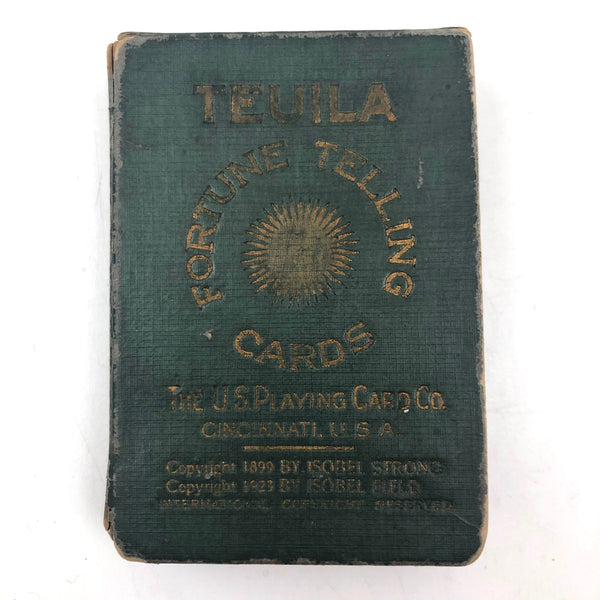 TEUILA
FORTUNE TELLING
CARDS
THE U.S. PLAYING CARD CO.
CINCINNATI, U.S.A.
Copyright 1899 BY ISOBEL STRONG
Copyright 1923 BY ISOBEL FIELD
INTERNATIONAL COPYRIGHT RESERVED